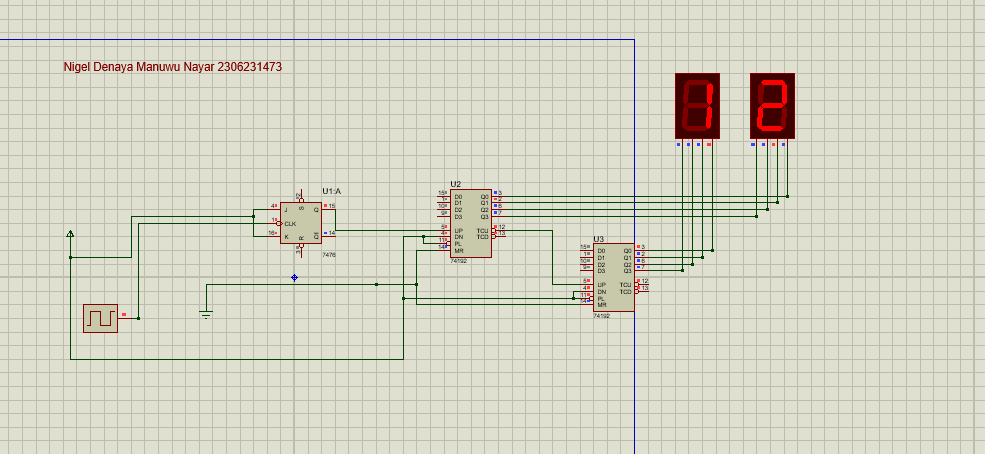 Nigel Denaya Manuwu Nayar 2306231473
1 2
U1:A
4 J Q 15
1 CLK
16 K Q 14
S 2
R 3
7476
U2
15 D0 Q0 3
1 D1 Q1 2
10 D2 Q2 6
9 D3 Q3 7
5 UP TCU 12
4 DN TCD 13
11 PL
14 MR
74192
U3
15 D0 Q0 3
1 D1 Q1 2
10 D2 Q2 6
9 D3 Q3 7
5 UP TCU 12
4 DN TCD 13
11 PL
14 MR
74192